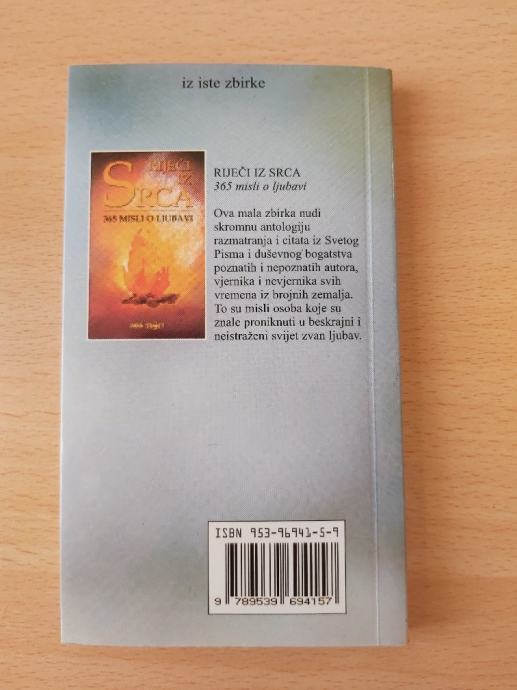 iz iste zbirke
RIJEČI
IZ
SRCA
365 MISLI O LJUBAVI
RIJEČI IZ SRCA
365 misli o ljubavi
Ova mala zbirka nudi
skromnu antologiju
razmatranja i citata iz Svetog
Pisma i duševnog bogatstva
poznatih i nepoznatih autora,
vjernika i nevjernika svih
vremena iz brojnih zemalja.
To su misli osoba koje su
znale proniknuti u beskrajni i
neistraženi svijet zvan ljubav.
ISBN 953-96941-5-9
9 789539 694157